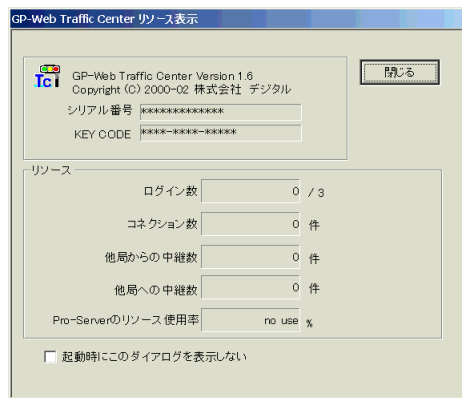 GP-Web Traffic Center リソース表示
GP-Web Traffic Center Version 1.6
Copyright (C) 2000-02 株式会社 デジタル
閉じる
シリアル番号 *************
KEY CODE ****-****-*****
リソース
ログイン数 0 / 3
コネクション数 0 件
他局からの中継数 0 件
他局への中継数 0 件
Pro-Serverのリソース使用率 no use %
起動時にこのダイアログを表示しない